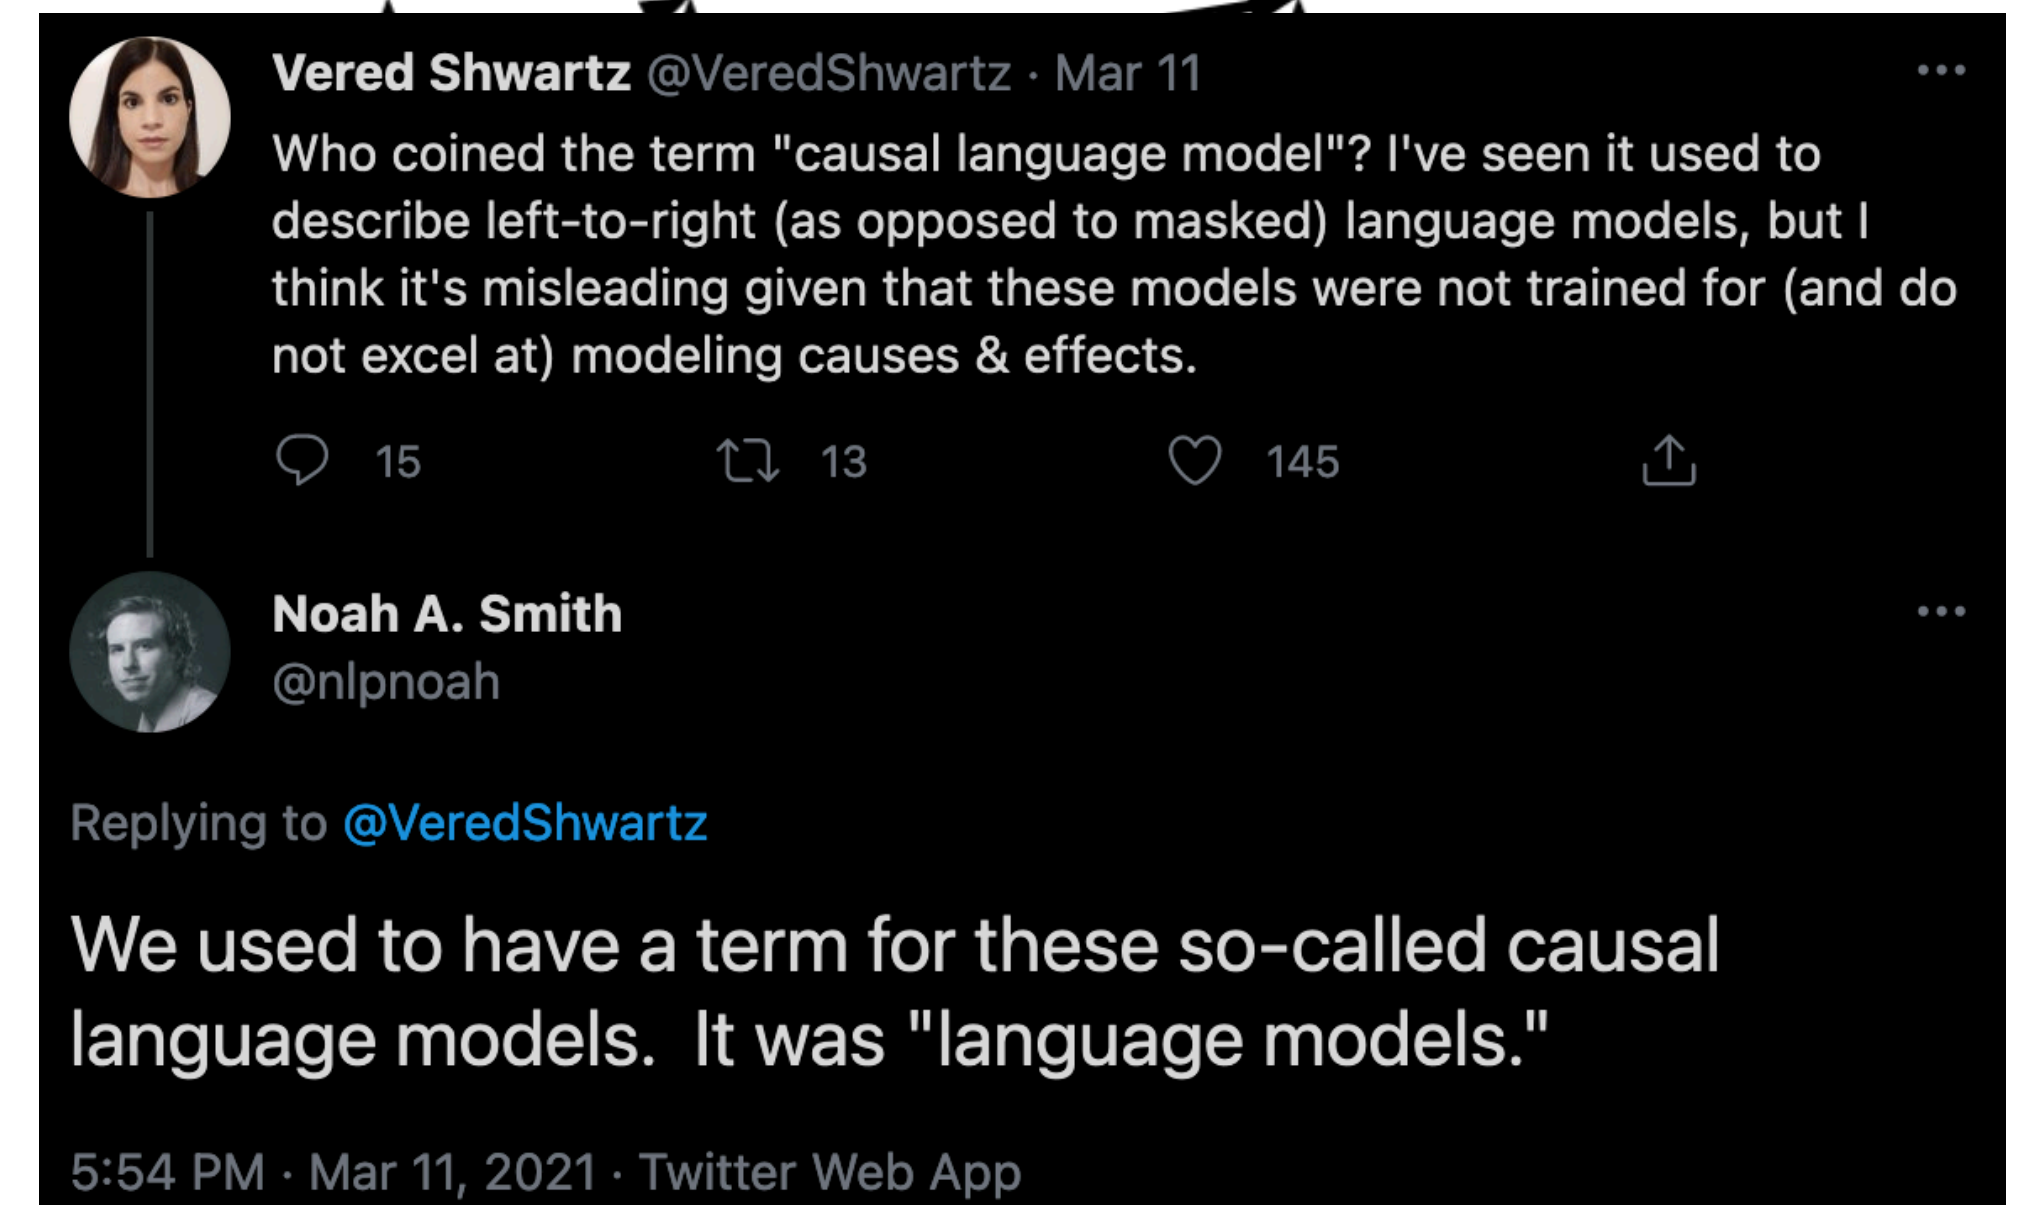 Vered Shwartz @VeredShwartz · Mar 11
Who coined the term "causal language model"? I've seen it used to
describe left-to-right (as opposed to masked) language models, but I
think it's misleading given that these models were not trained for (and do
not excel at) modeling causes & effects.
15 13 145
Noah A. Smith
@nlpnoah
Replying to @VeredShwartz
We used to have a term for these so-called causal
language models.  It was "language models."
5:54 PM · Mar 11, 2021 · Twitter Web App